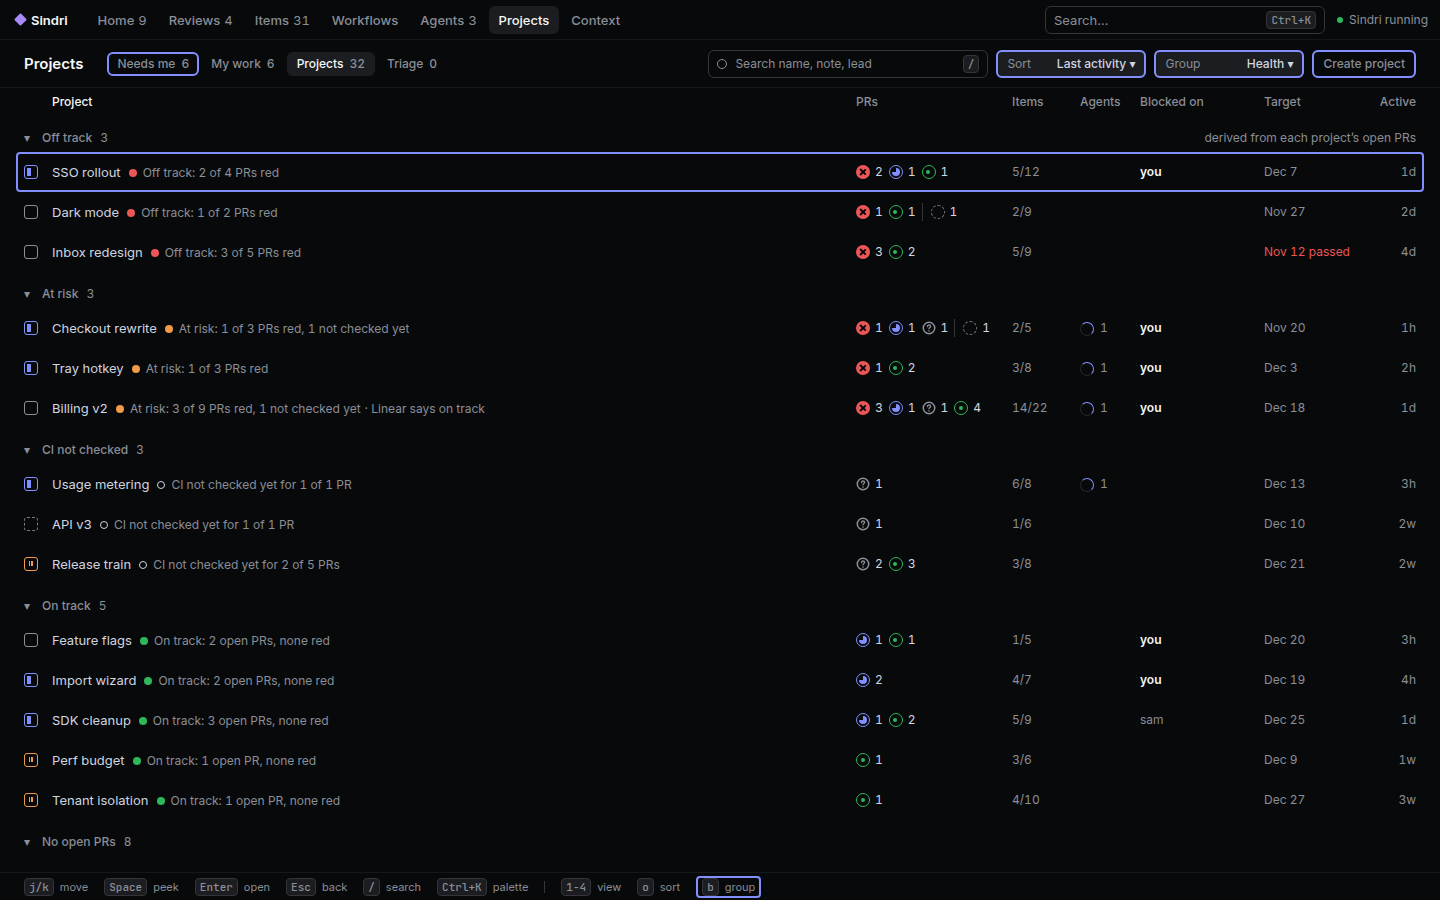 Sindri Home 9 Reviews 4 Items 31 Workflows Agents 3 Projects Context Search... Ctrl+K Sindri running
Projects Needs me 6 My work 6 Projects 32 Triage 0 Search name, note, lead / Sort Last activity ▾ Group Health ▾ Create project
Project PRs Items Agents Blocked on Target Active
▾ Off track 3 derived from each project's open PRs
SSO rollout Off track: 2 of 4 PRs red 2 1 1 5/12 you Dec 7 1d
Dark mode Off track: 1 of 2 PRs red 1 1 1 2/9 Nov 27 2d
Inbox redesign Off track: 3 of 5 PRs red 3 2 5/9 Nov 12 passed 4d
▾ At risk 3
Checkout rewrite At risk: 1 of 3 PRs red, 1 not checked yet 1 1 ? 1 1 2/5 1 you Nov 20 1h
Tray hotkey At risk: 1 of 3 PRs red 1 2 3/8 1 you Dec 3 2h
Billing v2 At risk: 3 of 9 PRs red, 1 not checked yet · Linear says on track 3 1 ? 1 4 14/22 1 you Dec 18 1d
▾ CI not checked 3
Usage metering CI not checked yet for 1 of 1 PR ? 1 6/8 1 Dec 13 3h
API v3 CI not checked yet for 1 of 1 PR ? 1 1/6 Dec 10 2w
Release train CI not checked yet for 2 of 5 PRs ? 2 3 3/8 Dec 21 2w
▾ On track 5
Feature flags On track: 2 open PRs, none red 1 1 1/5 you Dec 20 3h
Import wizard On track: 2 open PRs, none red 2 4/7 you Dec 19 4h
SDK cleanup On track: 3 open PRs, none red 1 2 5/9 sam Dec 25 1d
Perf budget On track: 1 open PR, none red 1 3/6 Dec 9 1w
Tenant isolation On track: 1 open PR, none red 1 4/10 Dec 27 3w
▾ No open PRs 8
j/k move Space peek Enter open Esc back / search Ctrl+K palette 1-4 view o sort b group